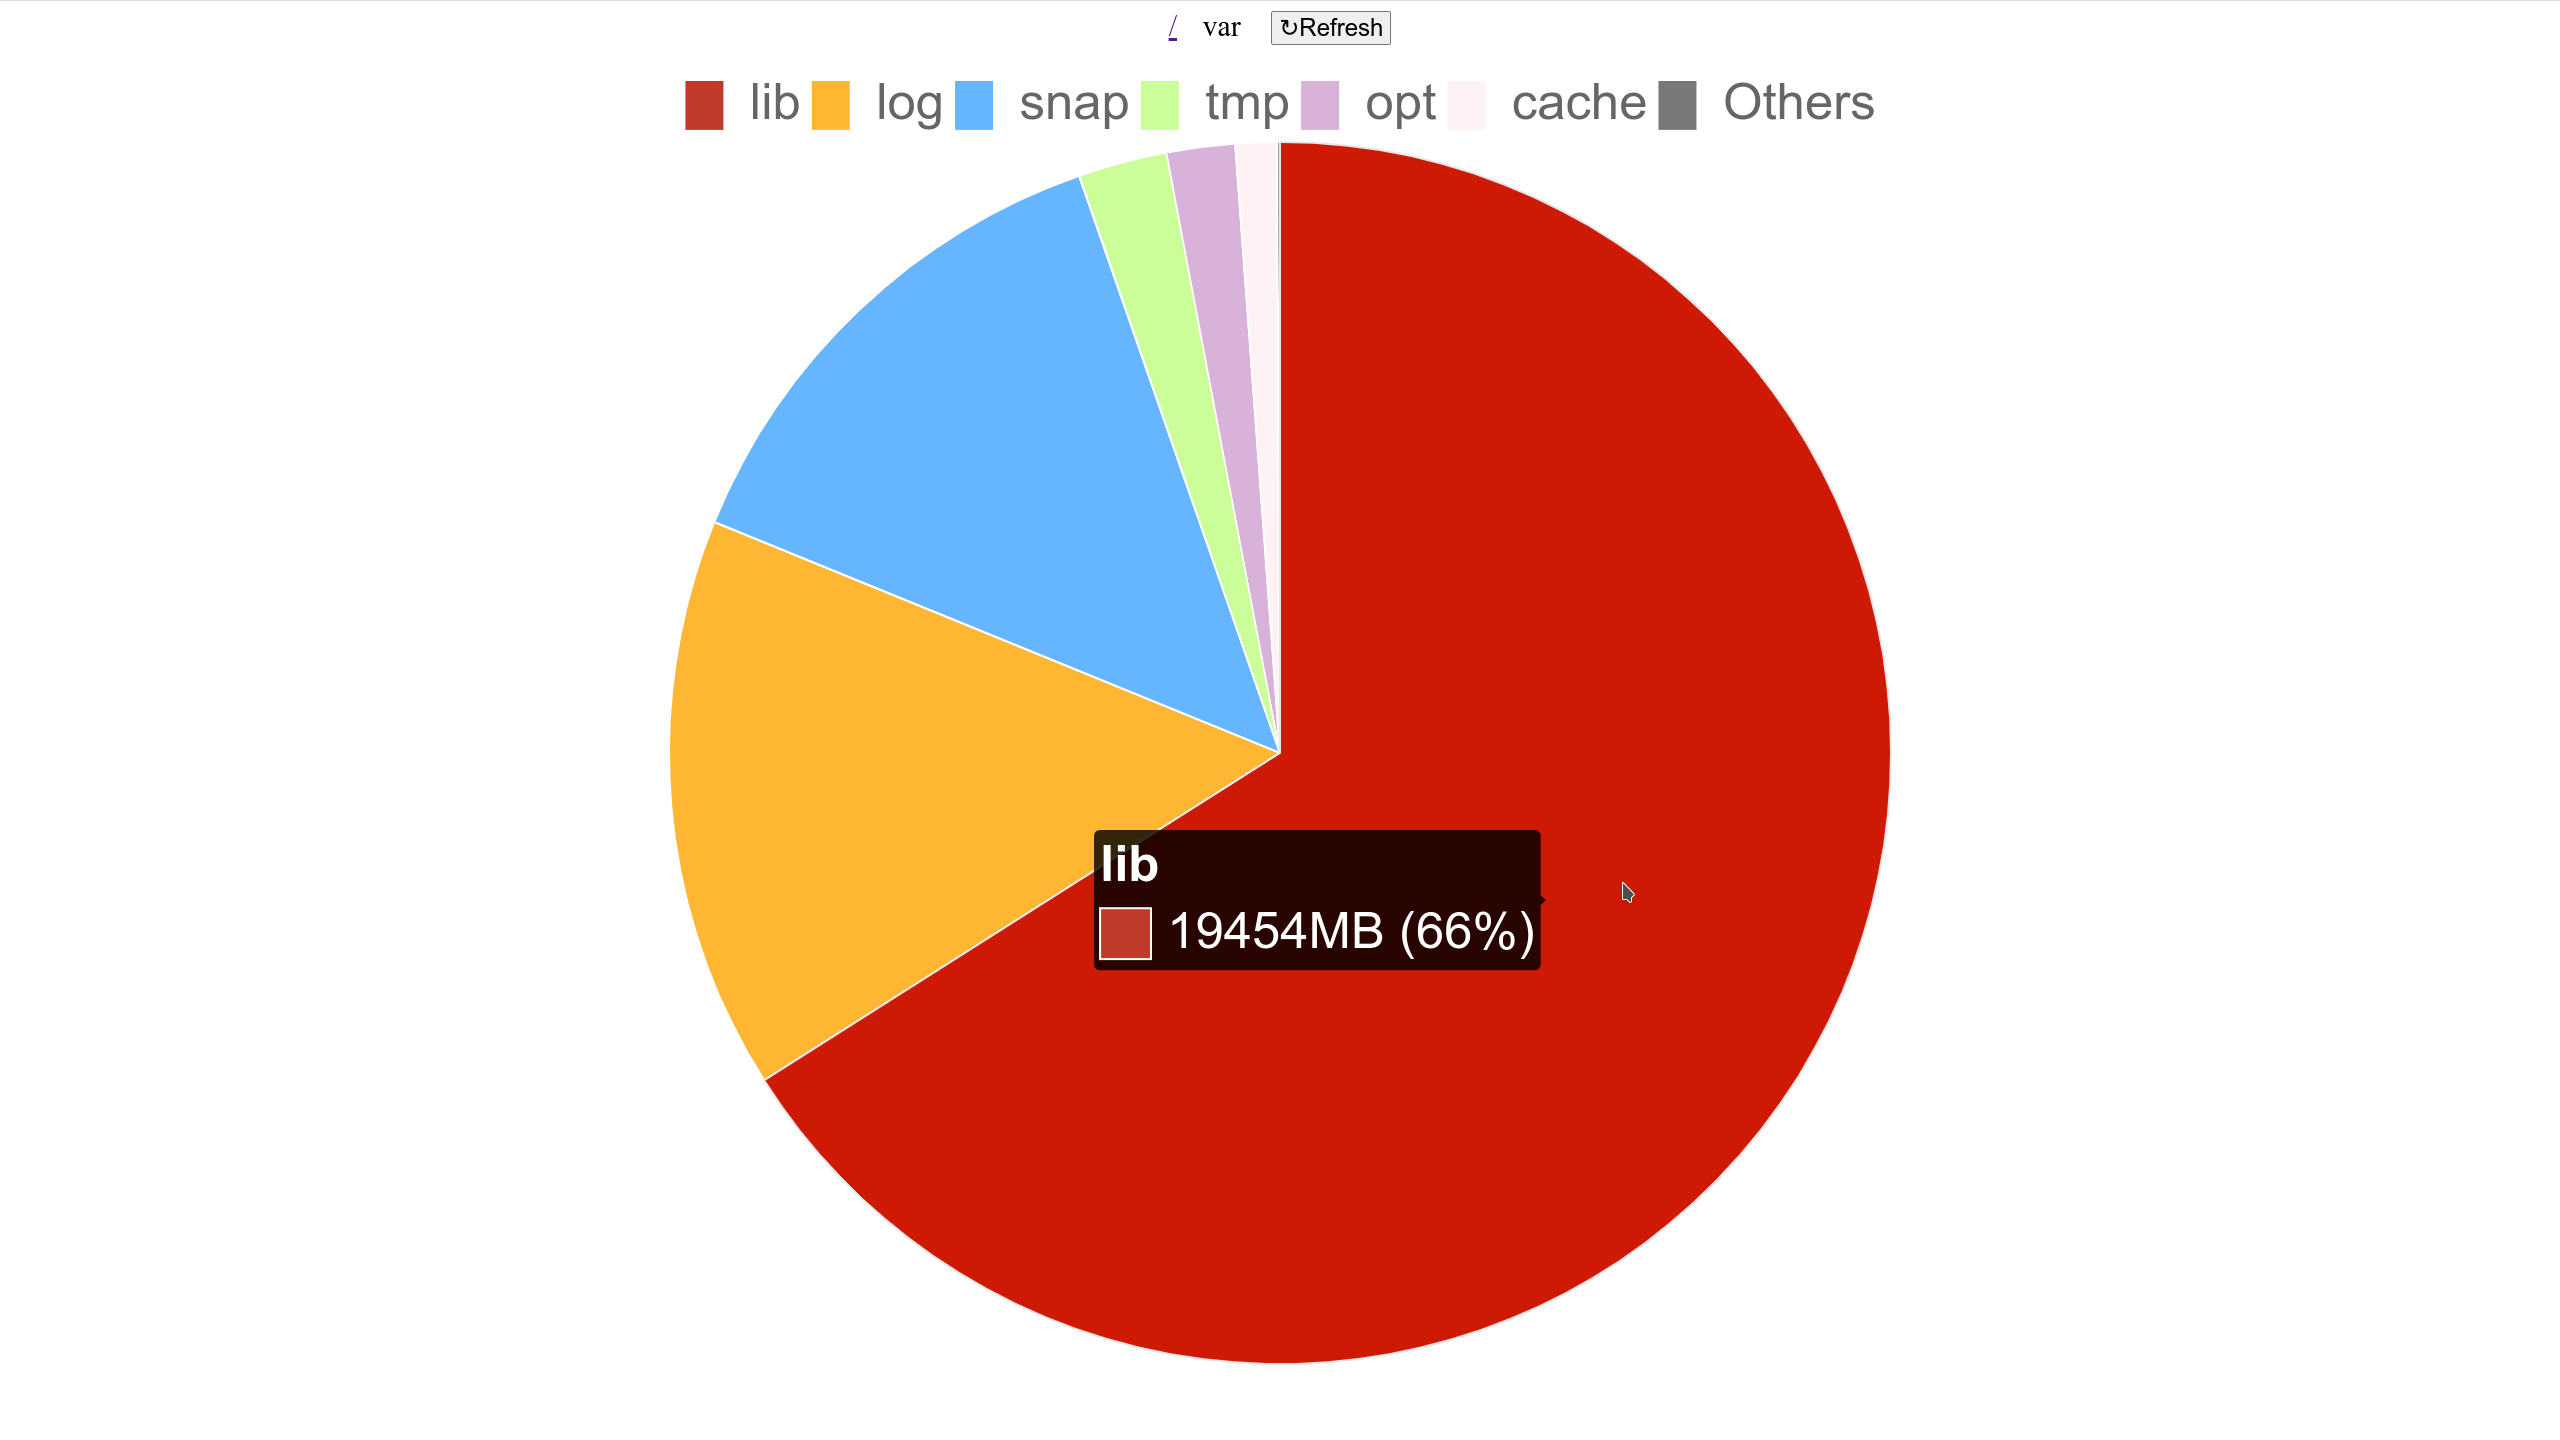 / var ↻Refresh
lib log snap tmp opt cache Others
lib
19454MB (66%)